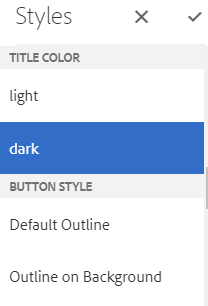 Styles
TITLE COLOR
light
dark
BUTTON STYLE
Default Outline
Outline on Background